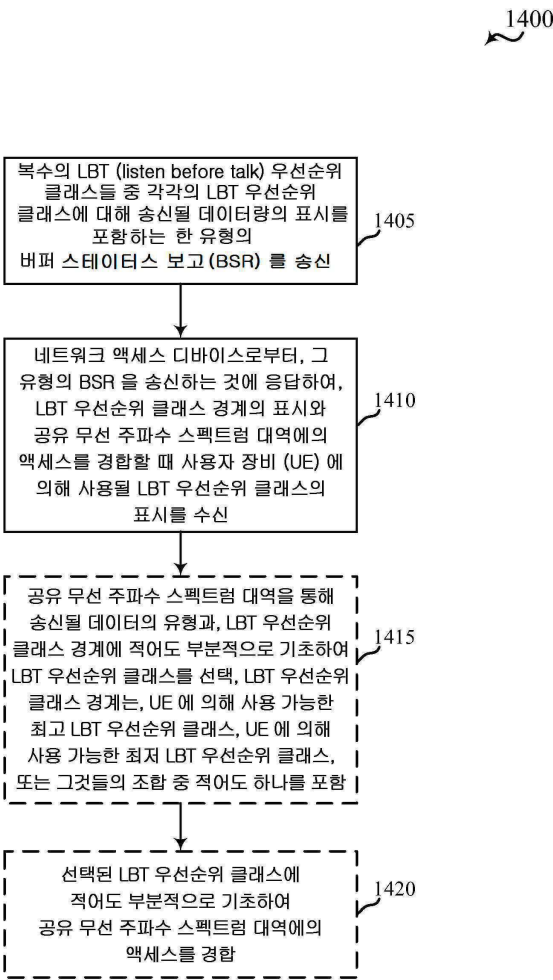 1400
복수의 LBT (listen before talk) 우선순위
클래스들 중 각각의 LBT 우선순위
클래스에 대해 송신될 데이터량의 표시를
포함하는 한 유형의
버퍼 스테이터스 보고(BSR) 를 송신
1405
네트워크 액세스 디바이스로부터, 그
유형의 BSR 을 송신하는 것에 응답하여,
LBT 우선순위 클래스 경계의 표시와
공유 무선 주파수 스펙트럼 대역에의
액세스를 경합할 때 사용자 장비 (UE) 에
의해 사용될 LBT 우선순위 클래스의
표시를 수신
1410
공유 무선 주파수 스펙트럼 대역을 통해
송신될 데이터의 유형과, LBT 우선순위
클래스 경계에 적어도 부분적으로 기초하여
LBT 우선순위 클래스를 선택, LBT 우선순위
클래스 경계는, UE 에 의해 사용 가능한
최고 LBT 우선순위 클래스, UE 에 의해
사용 가능한 최저 LBT 우선순위 클래스,
또는 그것들의 조합 중 적어도 하나를 포함
1415
선택된 LBT 우선순위 클래스에
적어도 부분적으로 기초하여
공유 무선 주파수 스펙트럼 대역에의
액세스를 경합
1420